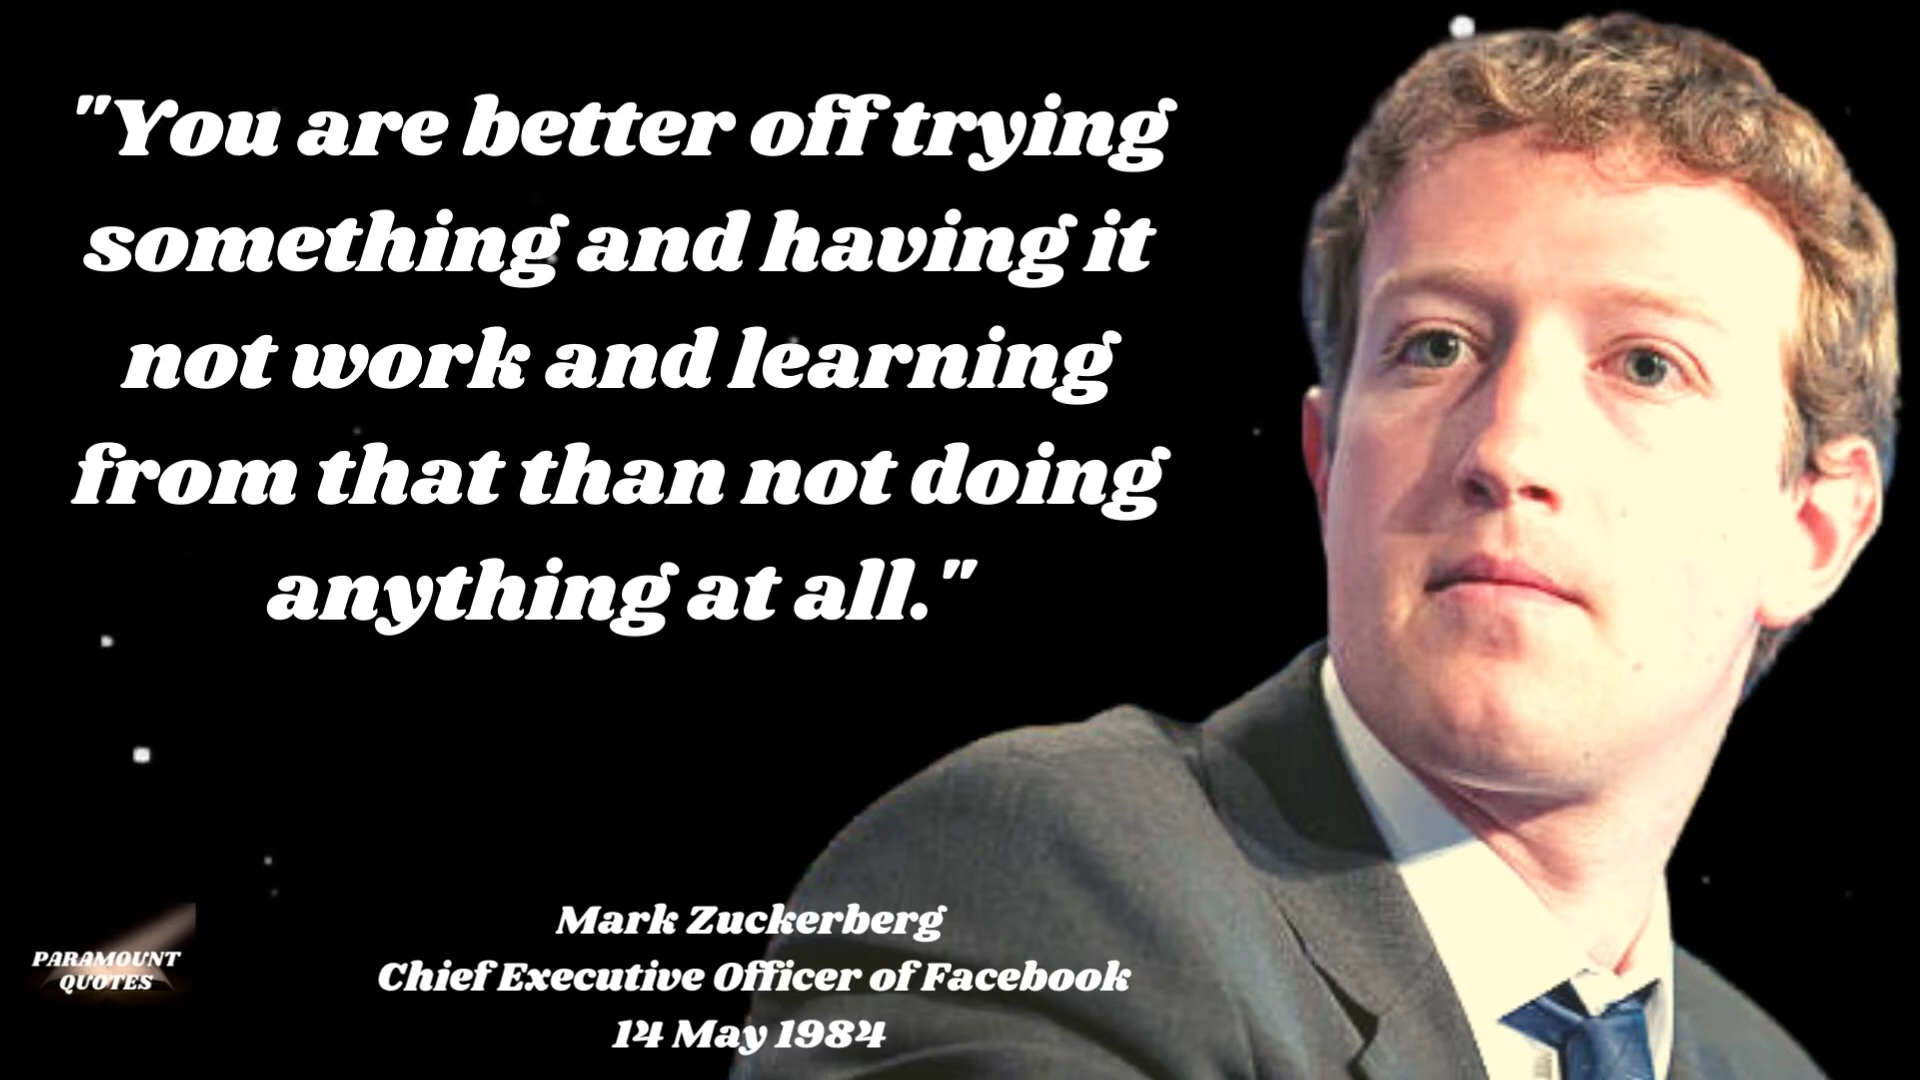 "You are better off trying
something and having it
not work and learning
from that than not doing
anything at all."
Mark Zuckerberg
Chief Executive Officer of Facebook
14 May 1984
PARAMOUNT
QUOTES